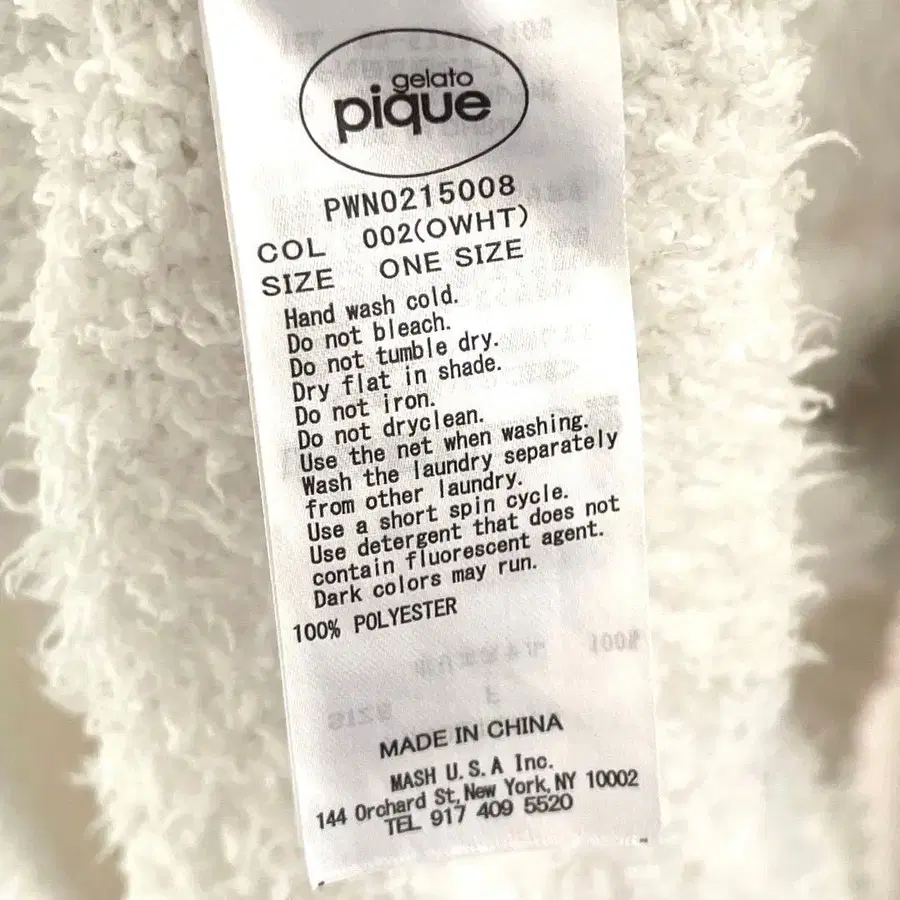 gelato
pique
PWN0215008
COL 002(OWHT)
SIZE ONE SIZE
Hand wash cold.
Do not bleach.
Do not tumble dry.
Dry flat in shade.
Do not iron.
Do not dryclean.
Use the net when washing.
Wash the laundry separately
from other laundry.
Use a short spin cycle.
Use detergent that does not
contain fluorescent agent.
Dark colors may run.
100% POLYESTER
MADE IN CHINA
MASH U.S.A Inc.
144 Orchard St,New York,NY 10002
TEL 917 409 5520